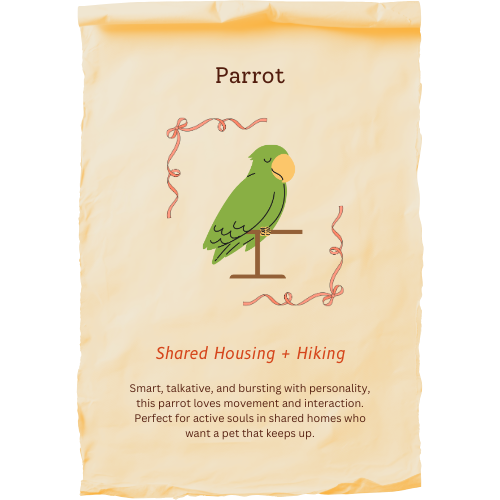 Parrot
Shared Housing + Hiking
Smart, talkative, and bursting with personality,
this parrot loves movement and interaction.
Perfect for active souls in shared homes who
want a pet that keeps up.